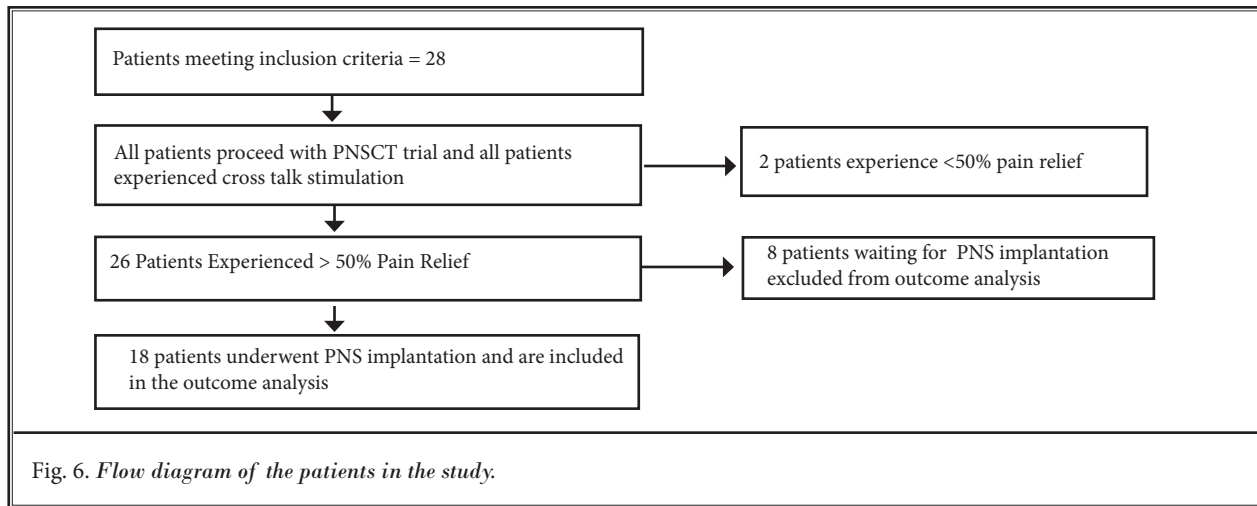 Patients meeting inclusion criteria = 28
All patients proceed with PNSCT trial and all patients
experienced cross talk stimulation
2 patients experience <50% pain relief
26 Patients Experienced > 50% Pain Relief
8 patients waiting for PNS implantation
excluded from outcome analysis
18 patients underwent PNS implantation and are included
in the outcome analysis
Fig. 6. Flow diagram of the patients in the study.